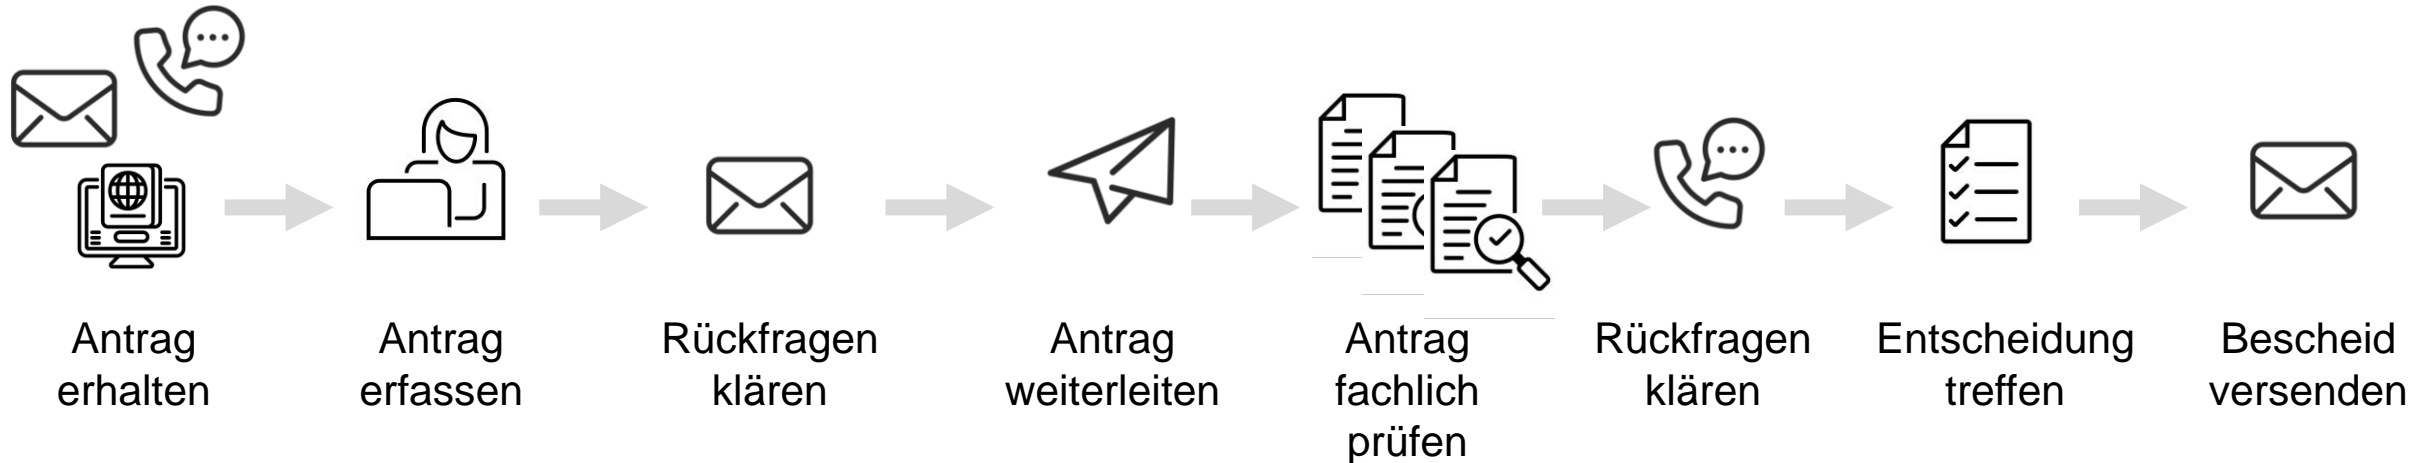 Antrag
erhalten
Antrag
erfassen
Rückfragen
klären
Antrag
weiterleiten
Antrag
fachlich
prüfen
Rückfragen
klären
Entscheidung
treffen
Bescheid
versenden